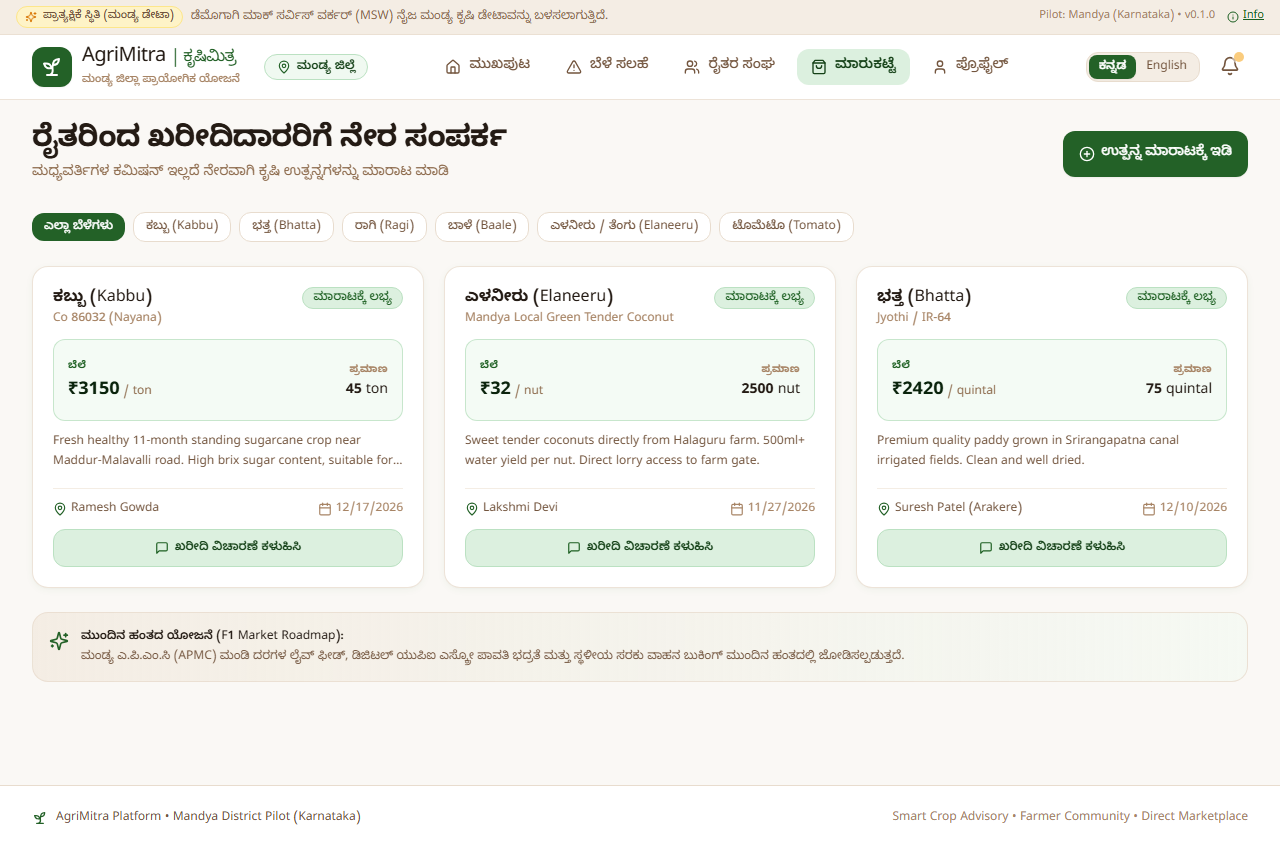 ಪ್ರಾತ್ಯಕ್ಷಿಕೆ ಸ್ಥಿತಿ (ಮಂಡ್ಯ ಡೇಟಾ) ಡೆಮೊಗಾಗಿ ಮಾಕ್ ಸರ್ವಿಸ್ ವರ್ಕರ್ (MSW) ನೈಜ ಮಂಡ್ಯ ಕೃಷಿ ಡೇಟಾವನ್ನು ಬಳಸಲಾಗುತ್ತಿದೆ. Pilot: Mandya (Karnataka) • v0.1.0 Info
AgriMitra | ಕೃಷಿಮಿತ್ರ
ಮಂಡ್ಯ ಜಿಲ್ಲಾ ಪ್ರಾಯೋಗಿಕ ಯೋಜನೆ
ಮಂಡ್ಯ ಜಿಲ್ಲೆ ಮುಖಪುಟ ಬೆಳೆ ಸಲಹೆ ರೈತರ ಸಂಘ ಮಾರುಕಟ್ಟೆ ಪ್ರೊಫೈಲ್ ಕನ್ನಡ English
ರೈತರಿಂದ ಖರೀದಿದಾರರಿಗೆ ನೇರ ಸಂಪರ್ಕ
ಮಧ್ಯವರ್ತಿಗಳ ಕಮಿಷನ್ ಇಲ್ಲದೆ ನೇರವಾಗಿ ಕೃಷಿ ಉತ್ಪನ್ನಗಳನ್ನು ಮಾರಾಟ ಮಾಡಿ
ಉತ್ಪನ್ನ ಮಾರಾಟಕ್ಕೆ ಇಡಿ
ಎಲ್ಲಾ ಬೆಳೆಗಳು ಕಬ್ಬು (Kabbu) ಭತ್ತ (Bhatta) ರಾಗಿ (Ragi) ಬಾಳೆ (Baale) ಎಳನೀರು / ತೆಂಗು (Elaneeru) ಟೊಮೆಟೊ (Tomato)
ಕಬ್ಬು (Kabbu) ಮಾರಾಟಕ್ಕೆ ಲಭ್ಯ
Co 86032 (Nayana)
ಬೆಲೆ ಪ್ರಮಾಣ
₹3150 / ton 45 ton
Fresh healthy 11-month standing sugarcane crop near
Maddur-Malavalli road. High brix sugar content, suitable for...
Ramesh Gowda 12/17/2026
ಖರೀದಿ ವಿಚಾರಣೆ ಕಳುಹಿಸಿ
ಎಳನೀರು (Elaneeru) ಮಾರಾಟಕ್ಕೆ ಲಭ್ಯ
Mandya Local Green Tender Coconut
ಬೆಲೆ ಪ್ರಮಾಣ
₹32 / nut 2500 nut
Sweet tender coconuts directly from Halaguru farm. 500ml+
water yield per nut. Direct lorry access to farm gate.
Lakshmi Devi 11/27/2026
ಖರೀದಿ ವಿಚಾರಣೆ ಕಳುಹಿಸಿ
ಭತ್ತ (Bhatta) ಮಾರಾಟಕ್ಕೆ ಲಭ್ಯ
Jyothi / IR-64
ಬೆಲೆ ಪ್ರಮಾಣ
₹2420 / quintal 75 quintal
Premium quality paddy grown in Srirangapatna canal
irrigated fields. Clean and well dried.
Suresh Patel (Arakere) 12/10/2026
ಖರೀದಿ ವಿಚಾರಣೆ ಕಳುಹಿಸಿ
ಮುಂದಿನ ಹಂತದ ಯೋಜನೆ (F1 Market Roadmap):
ಮಂಡ್ಯ ಎ.ಪಿ.ಎಂ.ಸಿ (APMC) ಮಂಡಿ ದರಗಳ ಲೈವ್ ಫೀಡ್, ಡಿಜಿಟಲ್ ಯುಪಿಐ ಎಸ್ಕ್ರೋ ಪಾವತಿ ಭದ್ರತೆ ಮತ್ತು ಸ್ಥಳೀಯ ಸರಕು ವಾಹನ ಬುಕಿಂಗ್ ಮುಂದಿನ ಹಂತದಲ್ಲಿ ಜೋಡಿಸಲ್ಪಡುತ್ತದೆ.
AgriMitra Platform • Mandya District Pilot (Karnataka) Smart Crop Advisory • Farmer Community • Direct Marketplace